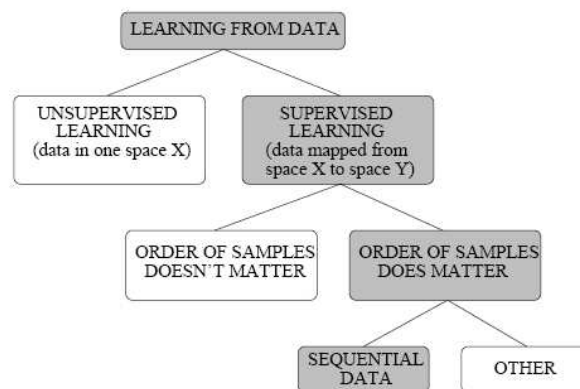 LEARNING FROM DATA
UNSUPERVISED
LEARNING
(data in one space X)
SUPERVISED
LEARNING
(data mapped from
space X to space Y)
ORDER OF SAMPLES
DOESN'T MATTER
ORDER OF SAMPLES
DOES MATTER
SEQUENTIAL
DATA
OTHER